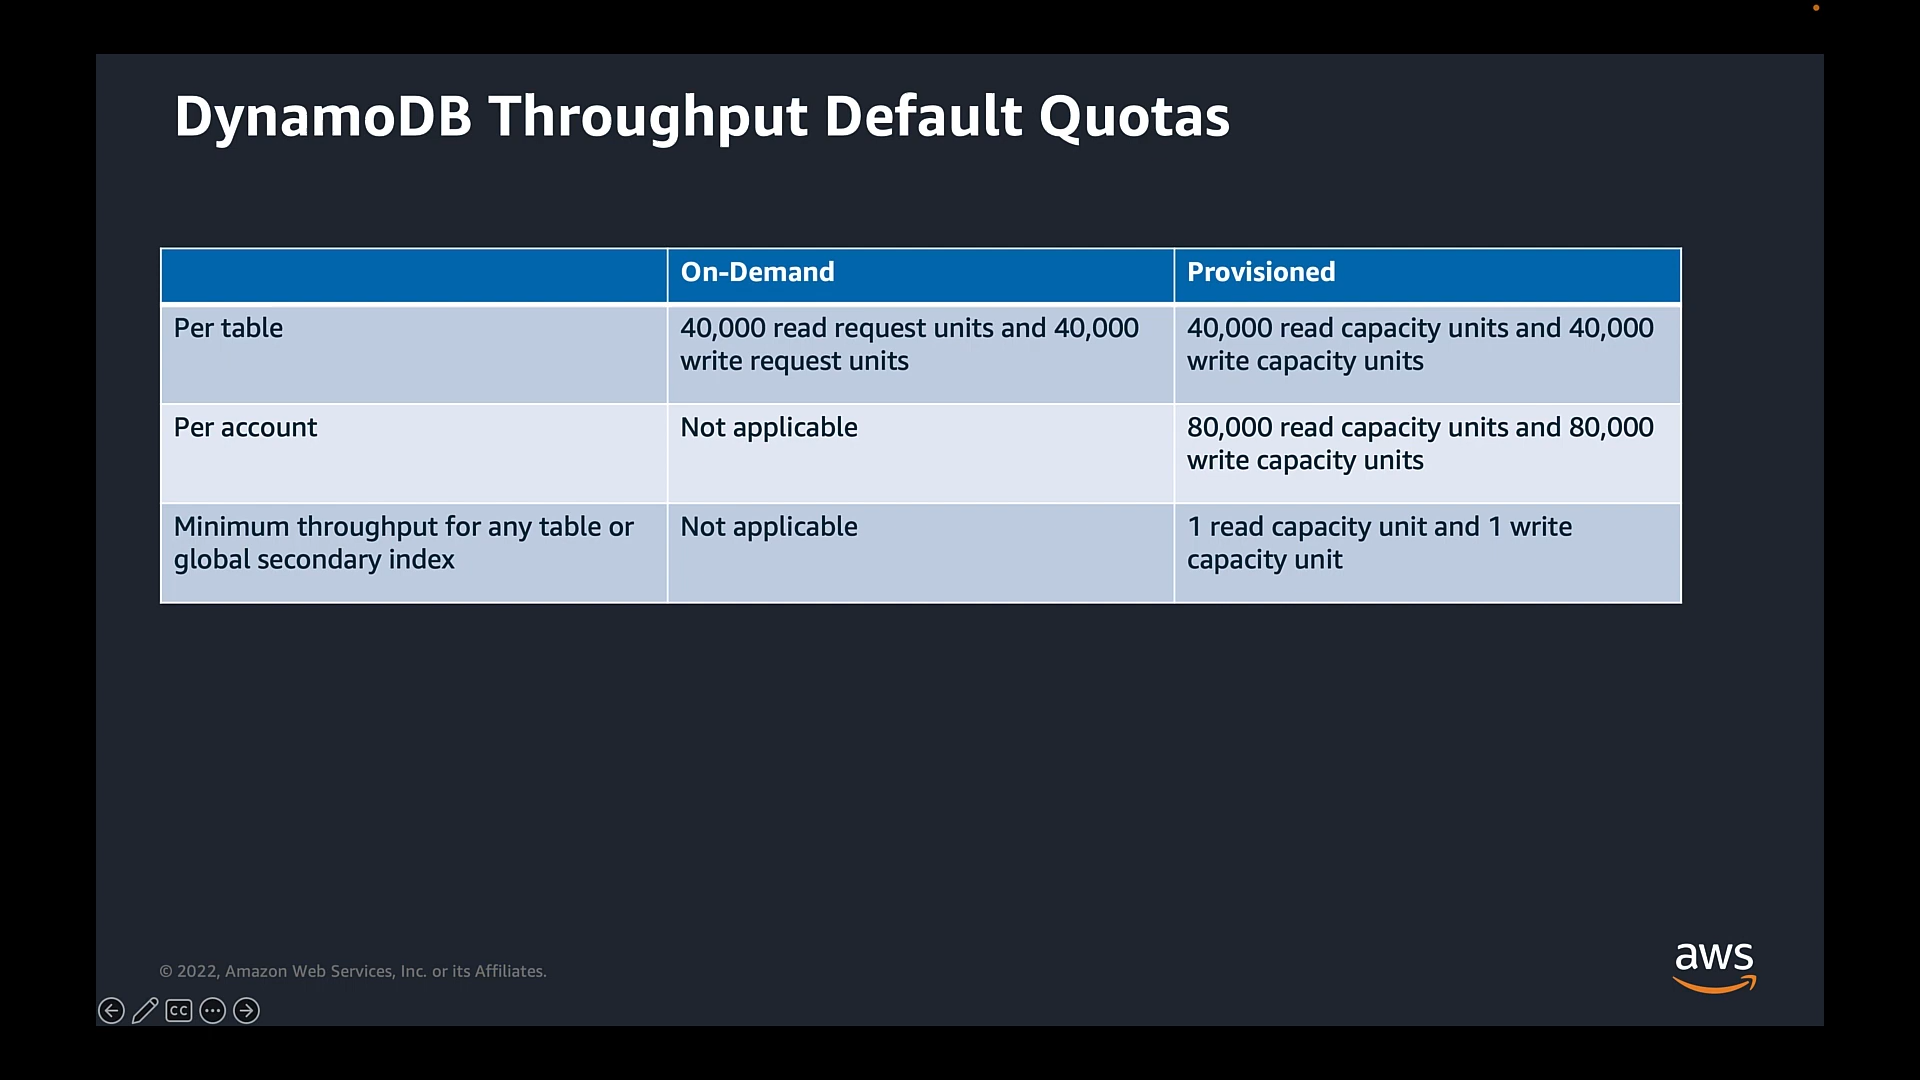 DynamoDB Throughput Default Quotas
On-Demand
Provisioned
Per table
40,000 read request units and 40,000
write request units
40,000 read capacity units and 40,000
write capacity units
Per account
Not applicable
80,000 read capacity units and 80,000
write capacity units
Minimum throughput for any table or
global secondary index
Not applicable
1 read capacity unit and 1 write
capacity unit
© 2022, Amazon Web Services, Inc. or its Affiliates.
aws
CC